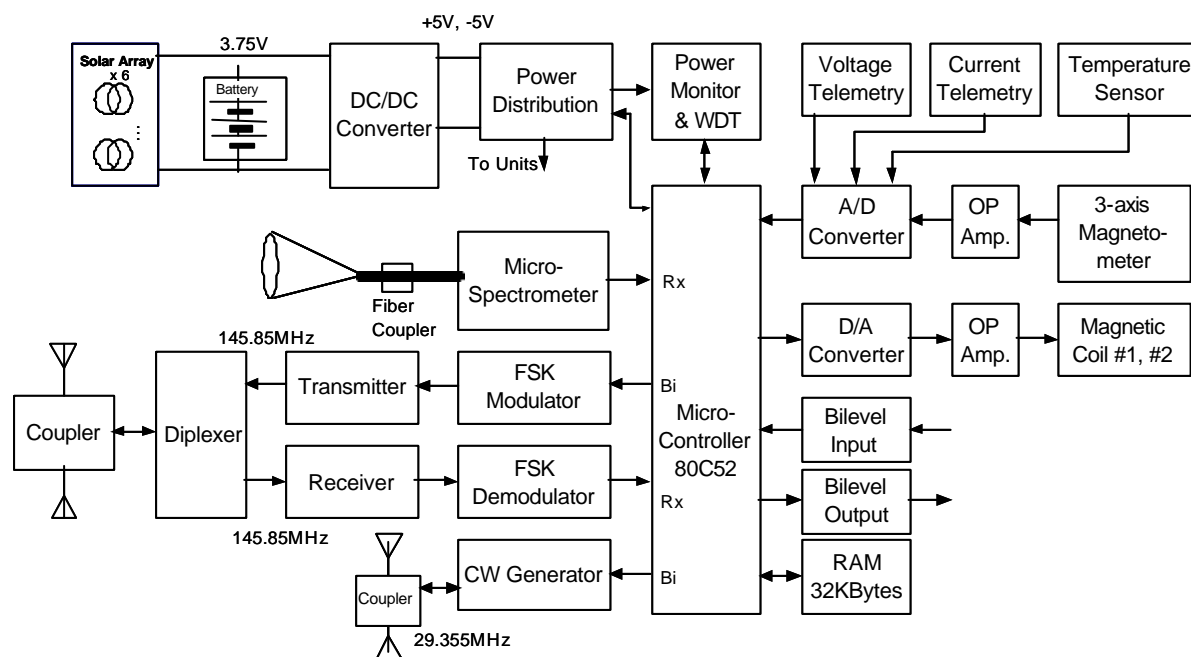 +5V, -5V
3.75V
Solar Array
x 6
...
Battery
DC/DC
Converter
Power
Distribution
To Units
Power
Monitor
& WDT
Voltage
Telemetry
Current
Telemetry
Temperature
Sensor
A/D
Converter
OP
Amp.
3-axis
Magneto-
meter
Fiber
Coupler
Micro-
Spectrometer
Rx
D/A
Converter
OP
Amp.
Magnetic
Coil #1, #2
145.85MHz
Coupler
Diplexer
Transmitter
FSK
Modulator
Bi
Micro-
Controller
80C52
Bilevel
Input
Receiver
FSK
Demodulator
Rx
Bilevel
Output
145.85MHz
Coupler
CW Generator
Bi
RAM
32KBytes
29.355MHz